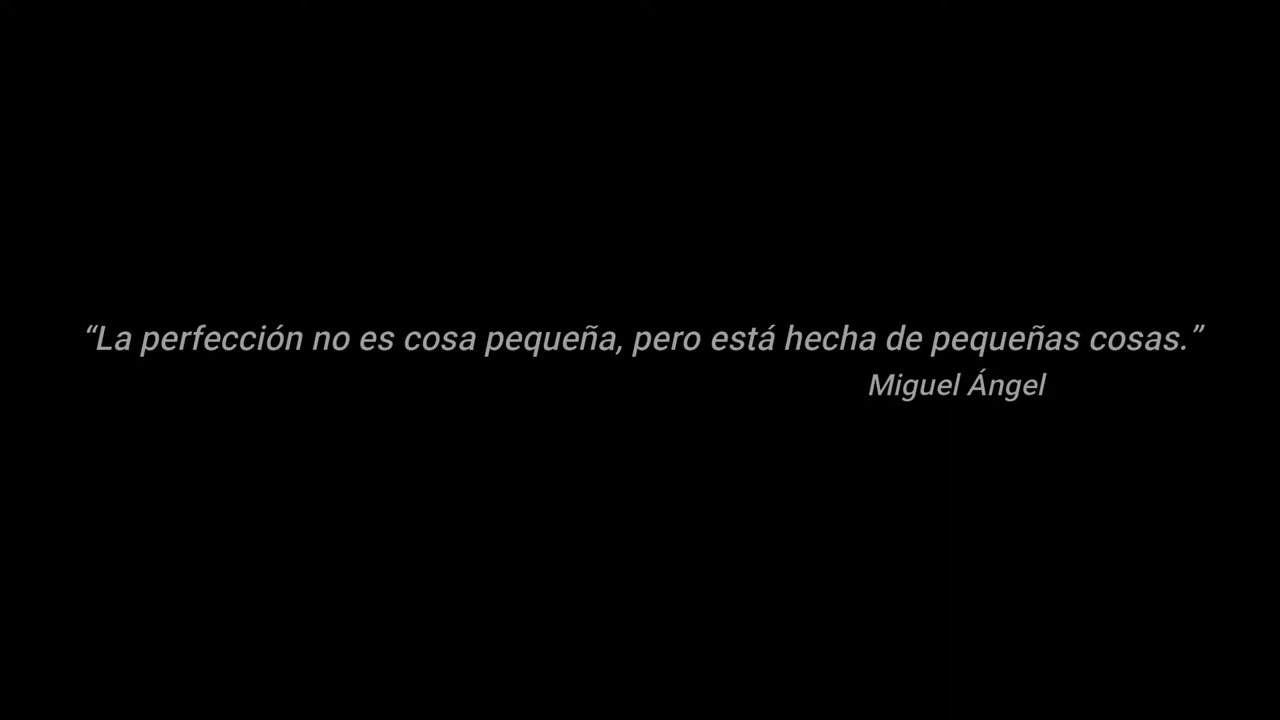 “La perfección no es cosa pequeña, pero está hecha de pequeñas cosas.”
Miguel Ángel